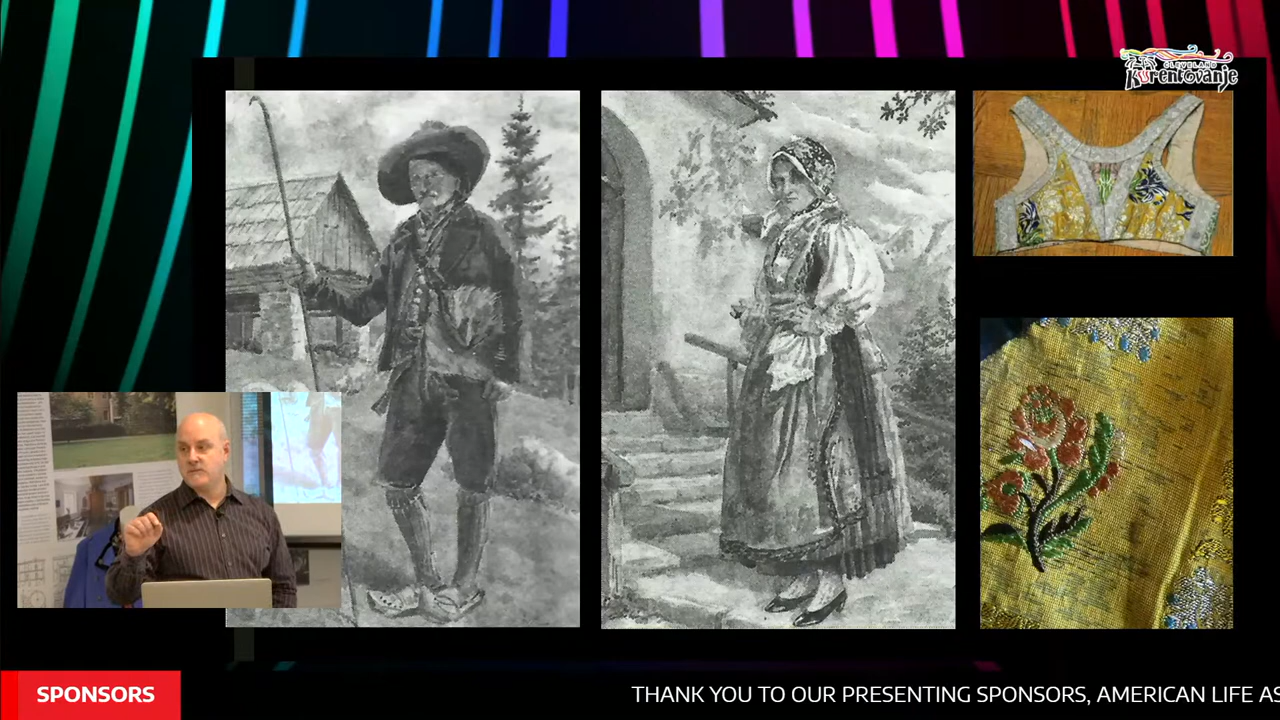 CLEVELAND
Kurentovanje
SPONSORS
THANK YOU TO OUR PRESENTING SPONSORS, AMERICAN LIFE AS